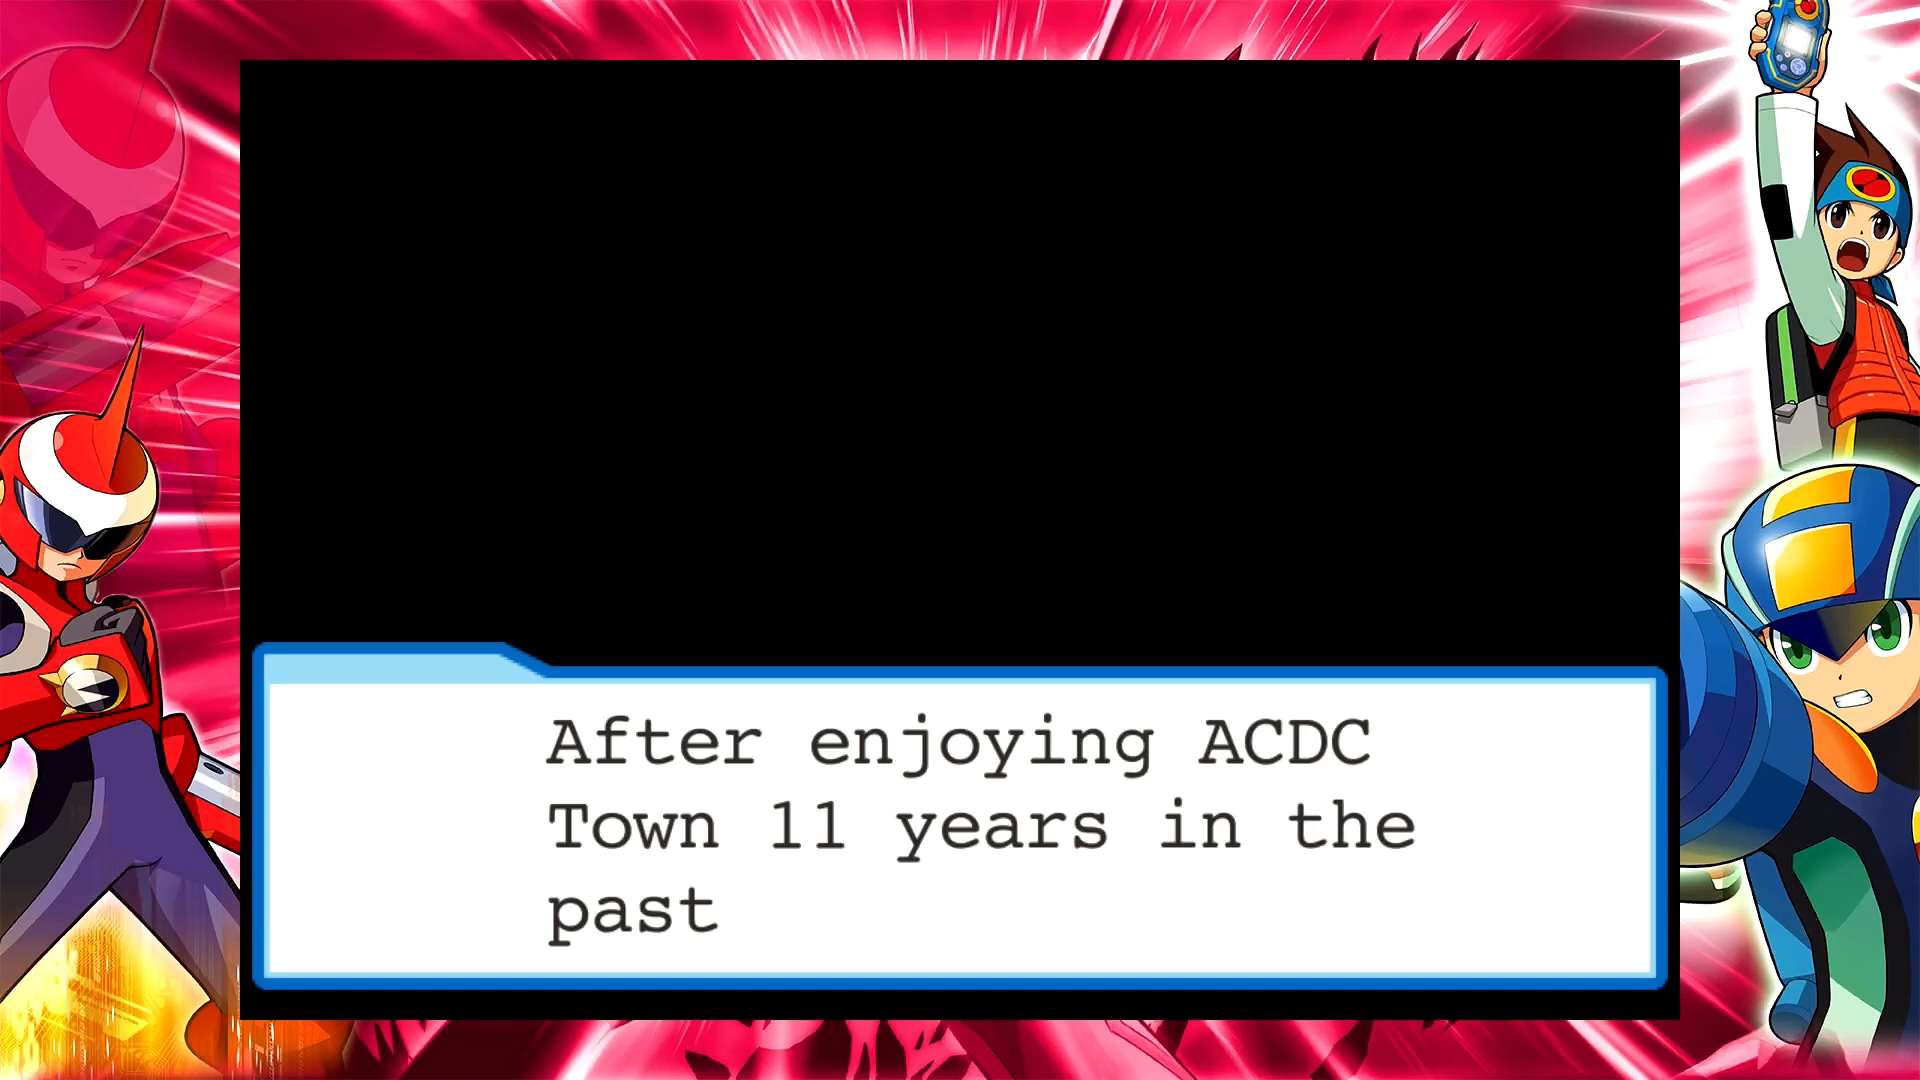 After enjoying ACDC
Town 11 years in the
past